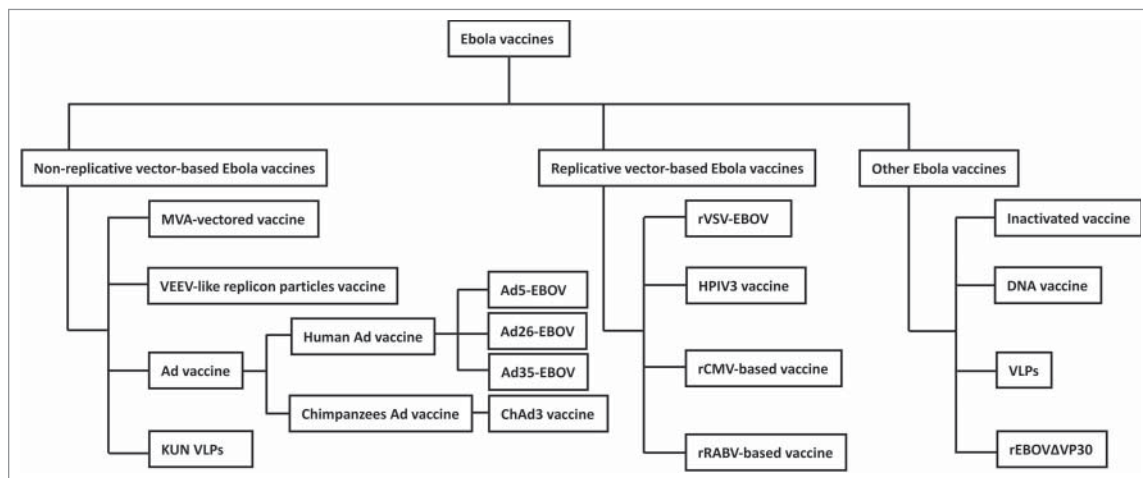 Ebola vaccines
Non-replicative vector-based Ebola vaccines
Replicative vector-based Ebola vaccines
Other Ebola vaccines
MVA-vectored vaccine
VEEV-like replicon particles vaccine
Ad vaccine
KUN VLPs
Human Ad vaccine
Chimpanzees Ad vaccine
Ad5-EBOV
Ad26-EBOV
Ad35-EBOV
ChAd3 vaccine
rVSV-EBOV
HPIV3 vaccine
rCMV-based vaccine
rRABV-based vaccine
Inactivated vaccine
DNA vaccine
VLPs
rEBOVΔVP30